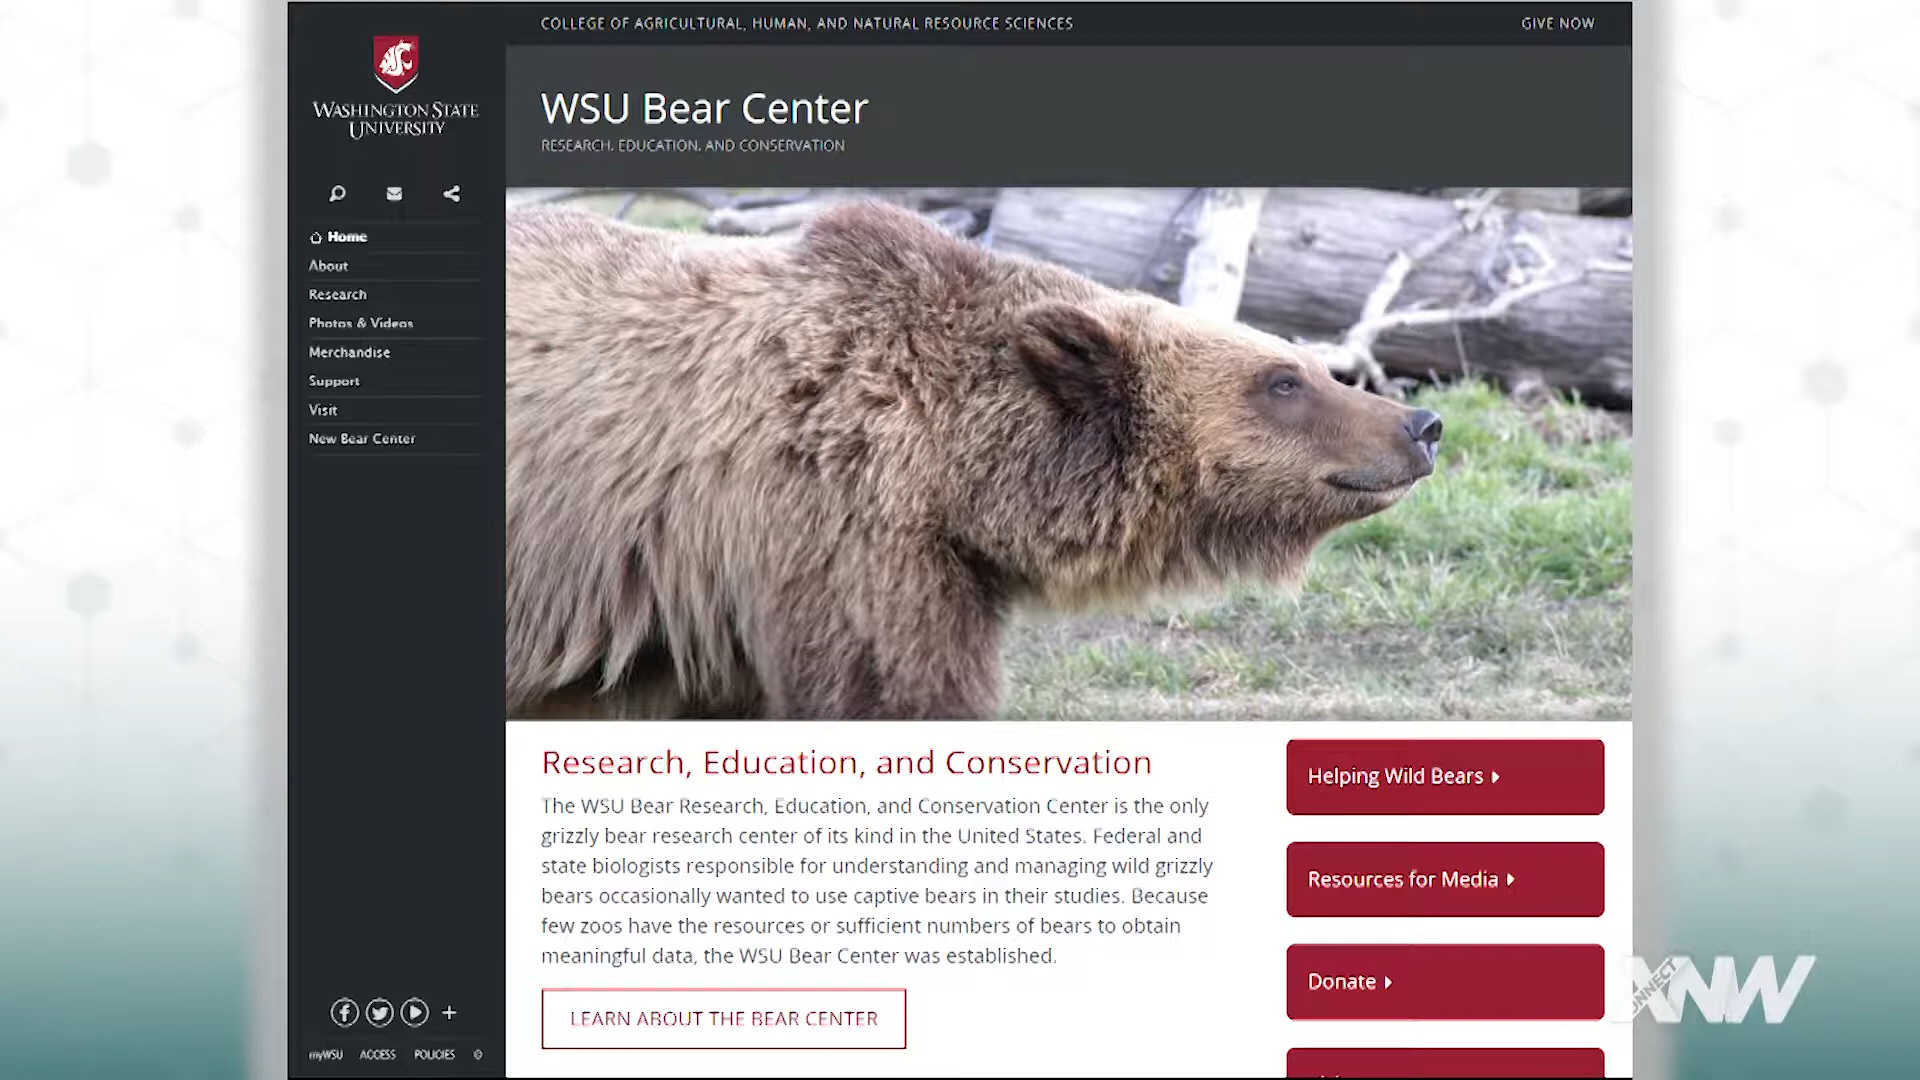 COLLEGE OF AGRICULTURAL, HUMAN, AND NATURAL RESOURCE SCIENCES
GIVE NOW
WASHINGTON STATE
UNIVERSITY
WSU Bear Center
RESEARCH, EDUCATION, AND CONSERVATION
Home
About
Research
Photos & Videos
Merchandise
Support
Visit
New Bear Center
Research, Education, and Conservation
The WSU Bear Research, Education, and Conservation Center is the only
grizzly bear research center of its kind in the United States. Federal and
state biologists responsible for understanding and managing wild grizzly
bears occasionally wanted to use captive bears in their studies. Because
few zoos have the resources or sufficient numbers of bears to obtain
meaningful data, the WSU Bear Center was established.
LEARN ABOUT THE BEAR CENTER
Helping Wild Bears
Resources for Media
Donate
myWSU ACCESS POLICIES ©
NW